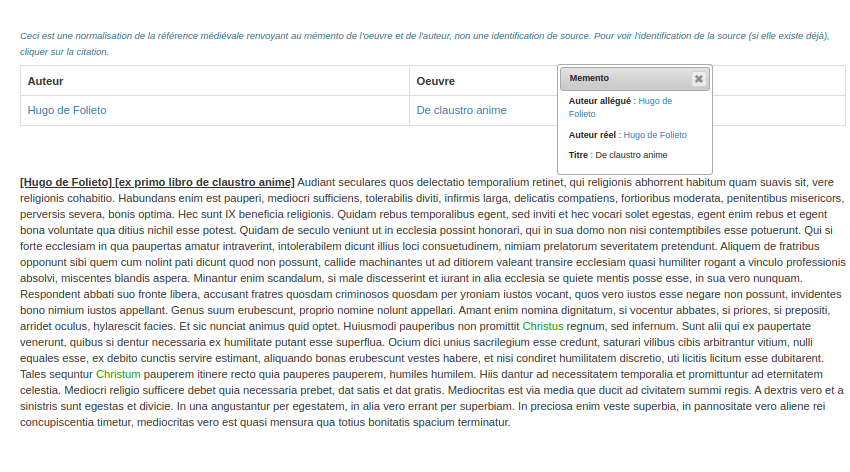 Ceci est une normalisation de la référence médiévale renvoyant au mémento de l'oeuvre et de l'auteur, non une identification de source. Pour voir l'identification de la source (si elle existe déjà),
cliquer sur la citation.
Auteur
Oeuvre
Hugo de Folieto
De claustro anime
Memento
Auteur allégué : Hugo de
Folieto
Auteur réel : Hugo de Folieto
Titre : De claustro anime
[Hugo de Folieto] [ex primo libro de claustro anime] Audiant seculares quos delectatio temporalium retinet, qui religionis abhorrent habitum quam suavis sit, vere
religionis cohabitio. Habundans enim est pauperi, mediocri sufficiens, tolerabilis diviti, infirmis larga, delicatis compatiens, fortioribus moderata, penitentibus misericors,
perversis severa, bonis optima. Hec sunt IX beneficia religionis. Quidam rebus temporalibus egent, sed inviti et hec vocari solet egestas, egent enim rebus et egent
bona voluntate qua ditius nichil esse potest. Quidam de seculo veniunt ut in ecclesia possint honorari, qui in sua domo non nisi contemptibiles esse potuerunt. Qui si
forte ecclesiam in qua paupertas amatur intraverint, intolerabilem dicunt illius loci consuetudinem, nimiam prelatorum severitatem pretendunt. Aliquem de fratribus
opponunt sibi quem cum nolint pati dicunt quod non possunt, callide machinantes ut ad ditiorem valeant transire ecclesiam quasi humiliter rogant a vinculo professionis
absolvi, miscentes blandis aspera. Minantur enim scandalum, si male discesserint et iurant in alia ecclesia se quiete mentis posse esse, in sua vero nunquam.
Respondent abbati suo fronte libera, accusant fratres quosdam criminosos quosdam per yroniam iustos vocant, quos vero iustos esse negare non possunt, invidentes
bono nimium iustos appellant. Genus suum erubescunt, proprio nomine nolunt appellari. Amant enim nomina dignitatum, si vocentur abbates, si priores, si prepositi,
arridet oculus, hylarescit facies. Et sic nunciat animus quid optet. Huiusmodi pauperibus non promittit Christus regnum, sed infernum. Sunt alii qui ex paupertate
venerunt, quibus si dentur necessaria ex humilitate putant esse superflua. Ocium dici unius sacrilegium esse credunt, saturari vilibus cibis arbitrantur vitium, nulli
equales esse, ex debito cunctis servire estimant, aliquando bonas erubescunt vestes habere, et nisi condiret humilitatem discretio, uti licitis licitum esse dubitarent.
Tales sequntur Christum pauperem itinere recto quia pauperes pauperem, humiles humilem. Hiis dantur ad necessitatem temporalia et promittuntur ad eternitatem
celestia. Mediocri religio sufficere debet quia necessaria prebet, dat satis et dat gratis. Mediocritas est via media que ducit ad civitatem summi regis. A dextris vero et a
sinistris sunt egestas et divicie. In una angustantur per egestatem, in alia vero errant per superbiam. In preciosa enim veste superbia, in pannositate vero aliene rei
concupiscentia timetur, mediocritas vero est quasi mensura qua totius bonitatis spacium terminatur.